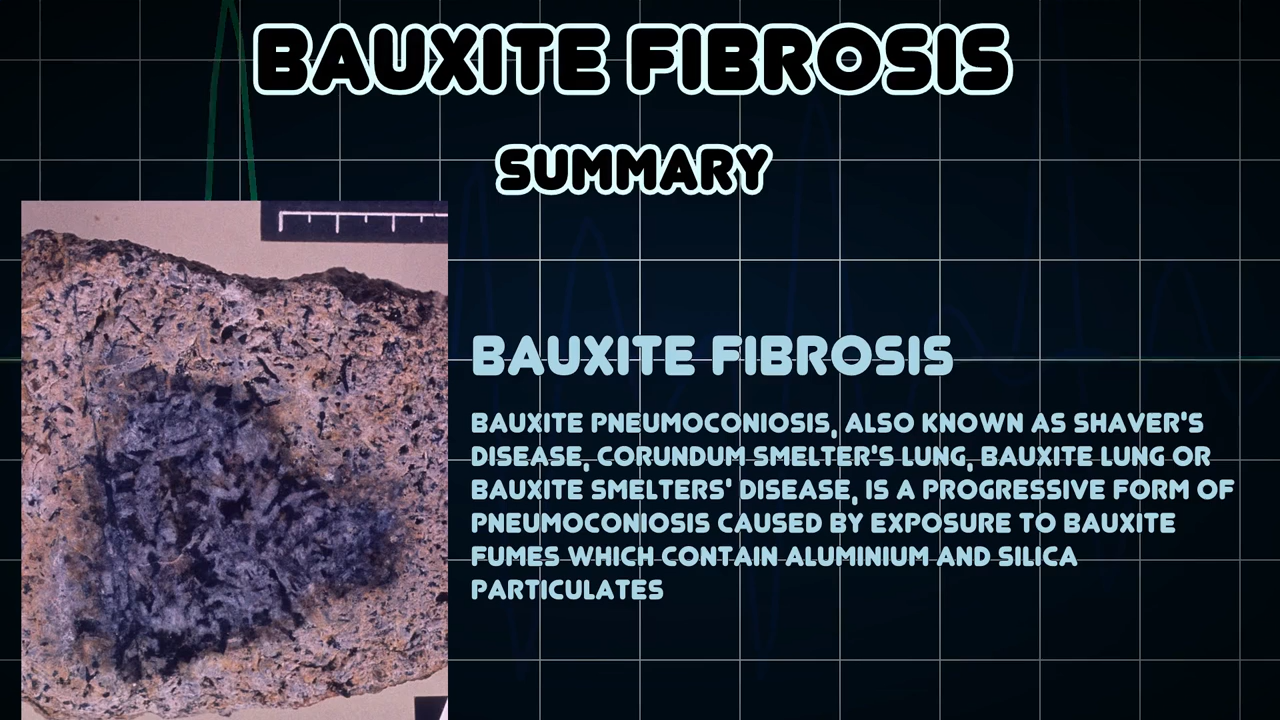 BAUXITE FIBROSIS
SUMMARY
BAUXITE FIBROSIS
BAUXITE PNEUMOCONIOSIS, ALSO KNOWN AS SHAVER'S
DISEASE, CORUNDUM SMELTER'S LUNG, BAUXITE LUNG OR
BAUXITE SMELTERS' DISEASE, IS A PROGRESSIVE FORM OF
PNEUMOCONIOSIS CAUSED BY EXPOSURE TO BAUXITE
FUMES WHICH CONTAIN ALUMINIUM AND SILICA
PARTICULATES